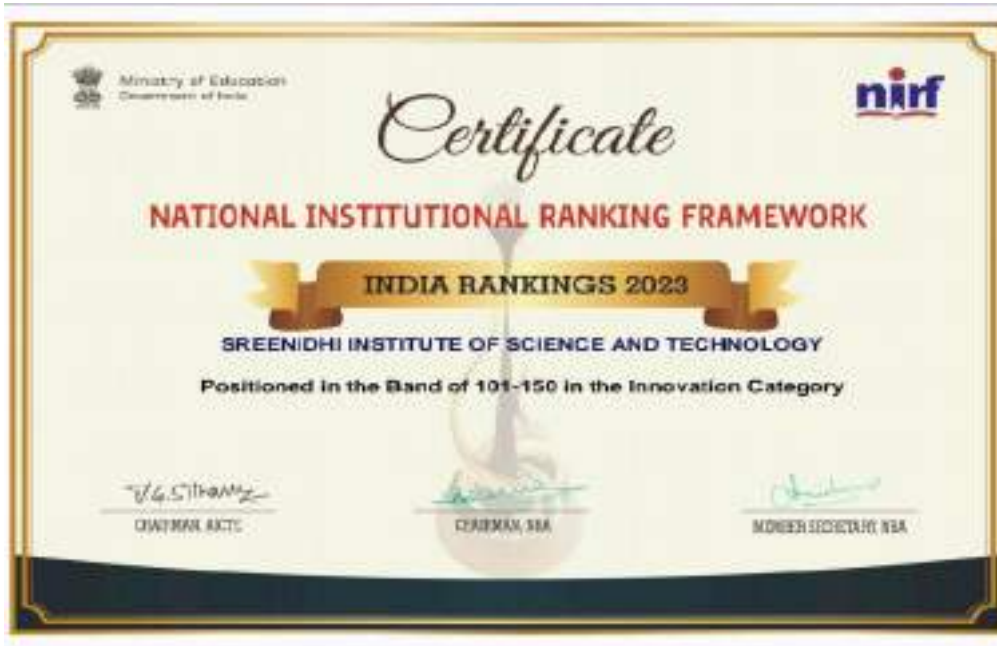 Ministry of Education
Government of India
nirf
Certificate
NATIONAL INSTITUTIONAL RANKING FRAMEWORK
INDIA RANKINGS 2023
SREENIDHI INSTITUTE OF SCIENCE AND TECHNOLOGY
Positioned in the Band of 101-150 in the Innovation Category
CHAIRMAN, AICTE
CHAIRMAN, NBA
MEMBER SECRETARY, NBA